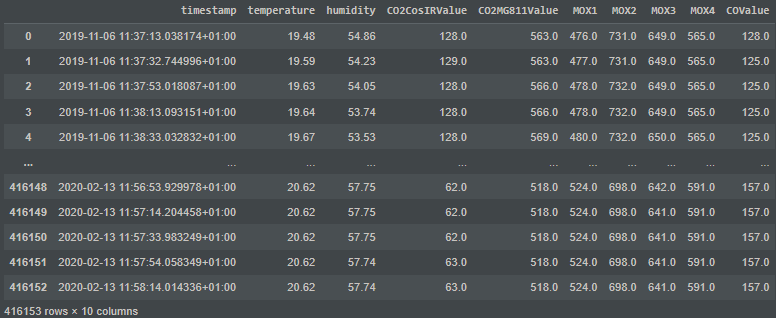 timestamp temperature humidity CO2CosIRValue CO2MG811Value MOX1 MOX2 MOX3 MOX4 COValue
0 2019-11-06 11:37:13.038174+01:00 19.48 54.86 128.0 563.0 476.0 731.0 649.0 565.0 128.0
1 2019-11-06 11:37:32.744996+01:00 19.59 54.23 129.0 563.0 477.0 731.0 649.0 565.0 125.0
2 2019-11-06 11:37:53.018087+01:00 19.63 54.05 128.0 566.0 478.0 732.0 649.0 565.0 125.0
3 2019-11-06 11:38:13.093151+01:00 19.64 53.74 128.0 566.0 478.0 732.0 649.0 565.0 125.0
4 2019-11-06 11:38:33.032832+01:00 19.67 53.53 128.0 569.0 480.0 732.0 650.0 565.0 125.0
... ... ... ... ... ... ... ... ... ... ...
416148 2020-02-13 11:56:53.929978+01:00 20.62 57.75 62.0 518.0 524.0 698.0 642.0 591.0 157.0
416149 2020-02-13 11:57:14.204458+01:00 20.62 57.75 62.0 518.0 524.0 698.0 641.0 591.0 157.0
416150 2020-02-13 11:57:33.983249+01:00 20.62 57.75 62.0 518.0 524.0 698.0 641.0 591.0 157.0
416151 2020-02-13 11:57:54.058349+01:00 20.62 57.74 63.0 518.0 524.0 698.0 641.0 591.0 157.0
416152 2020-02-13 11:58:14.014336+01:00 20.62 57.74 63.0 518.0 524.0 698.0 641.0 591.0 157.0
416153 rows × 10 columns